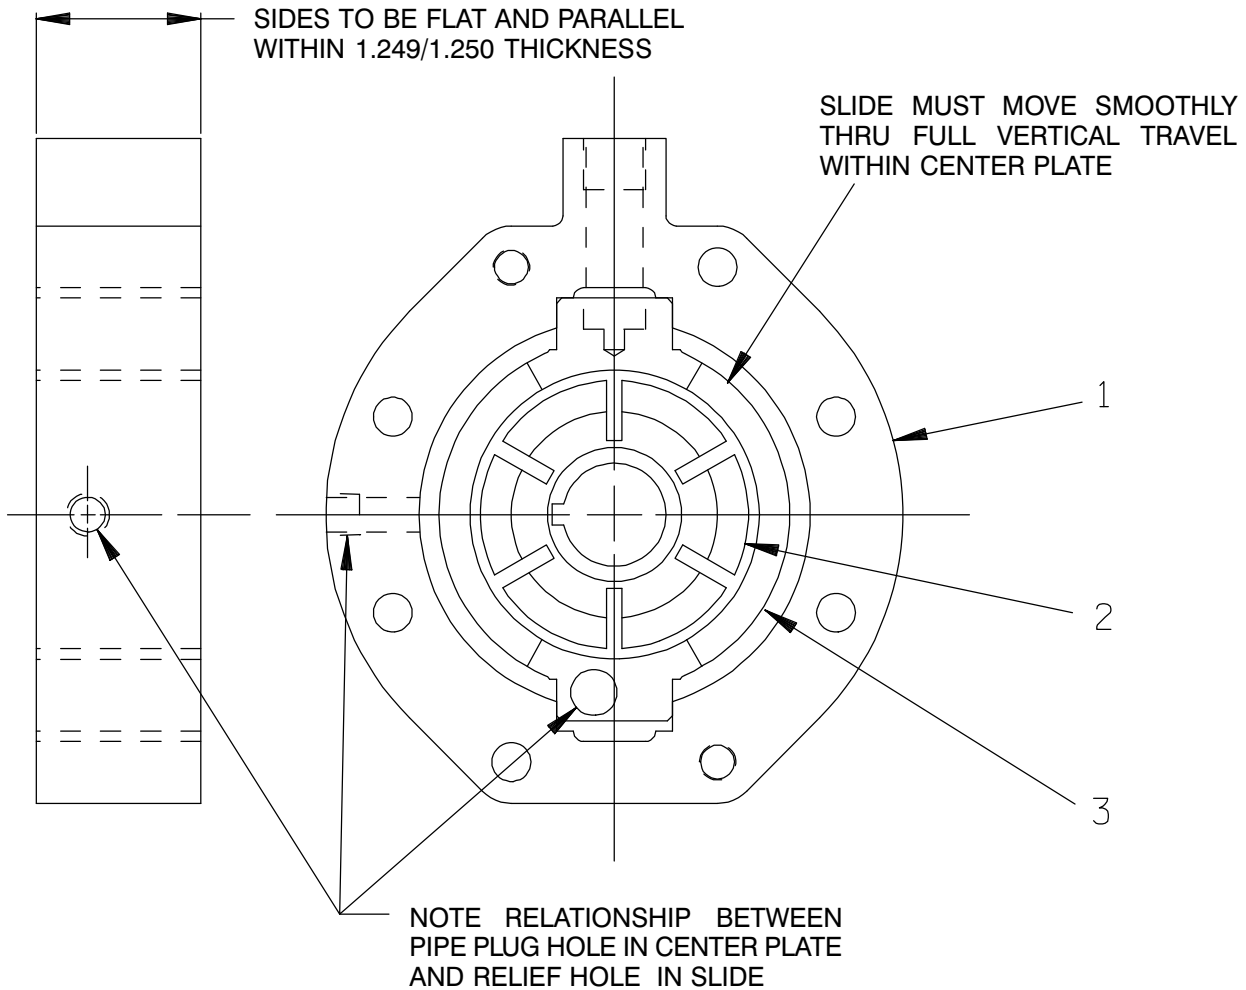 SIDES TO BE FLAT AND PARALLEL
WITHIN 1.249/1.250 THICKNESS
SLIDE MUST MOVE SMOOTHLY
THRU FULL VERTICAL TRAVEL
WITHIN CENTER PLATE
1
2
3
NOTE RELATIONSHIP BETWEEN
PIPE PLUG HOLE IN CENTER PLATE
AND RELIEF HOLE IN SLIDE